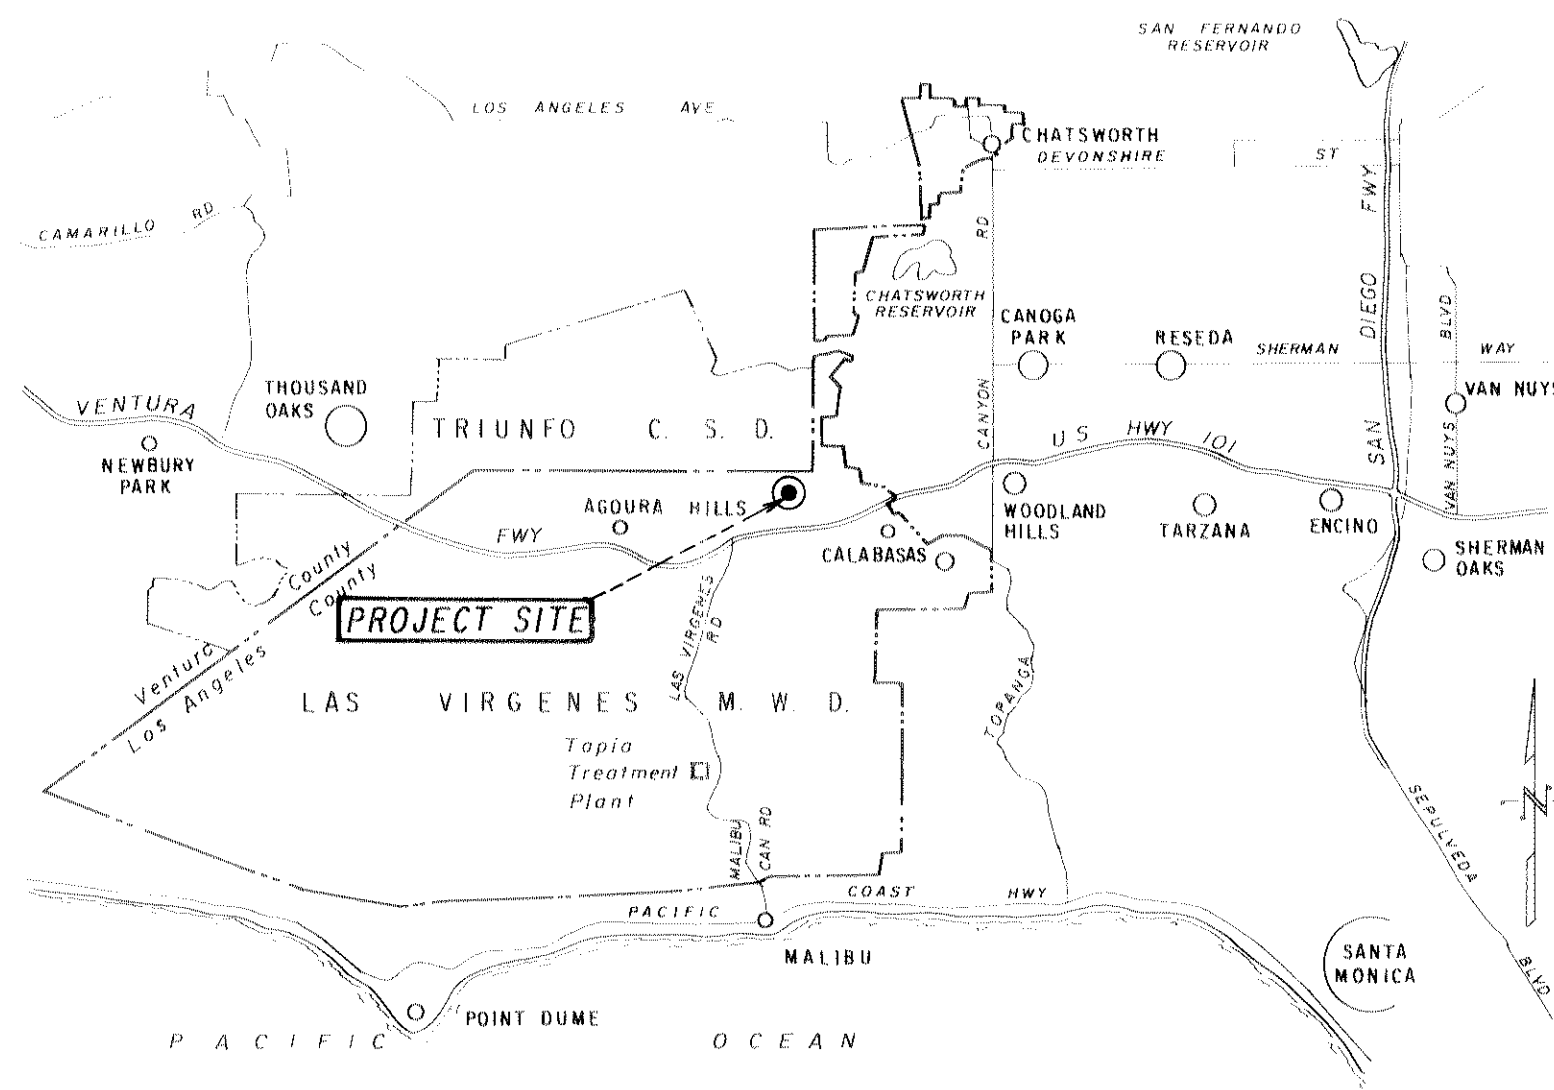 SAN FERNANDO
RESERVOIR
LOS ANGELES AVE
CHATSWORTH
DEVONSHIRE ST
CAMARILLO RD
RD
SAN DIEGO FWY
CHATSWORTH
RESERVOIR
CANOGA
PARK
RESEDA
SHERMAN WAY
BLVD
THOUSAND
OAKS
VENTURA
VAN NUYS
CANYON
TRIUNFO C. S. D.
US HWY 101
NEWBURY
PARK
AGOURA HILLS
VAN NUYS
WOODLAND
HILLS
TARZANA
ENCINO
FWY
CALABASAS
SHERMAN
OAKS
County
County
PROJECT SITE
LAS VIRGENES
RD
Ventura
Los Angeles
TOPANGA
LAS VIRGENES M. W. D.
Tapia
Treatment
Plant
N
SEPULVEDA
MALIBU
CAN RD
PACIFIC COAST HWY
MALIBU
SANTA
MONICA
BLVD
POINT DUME
PACIFIC OCEAN